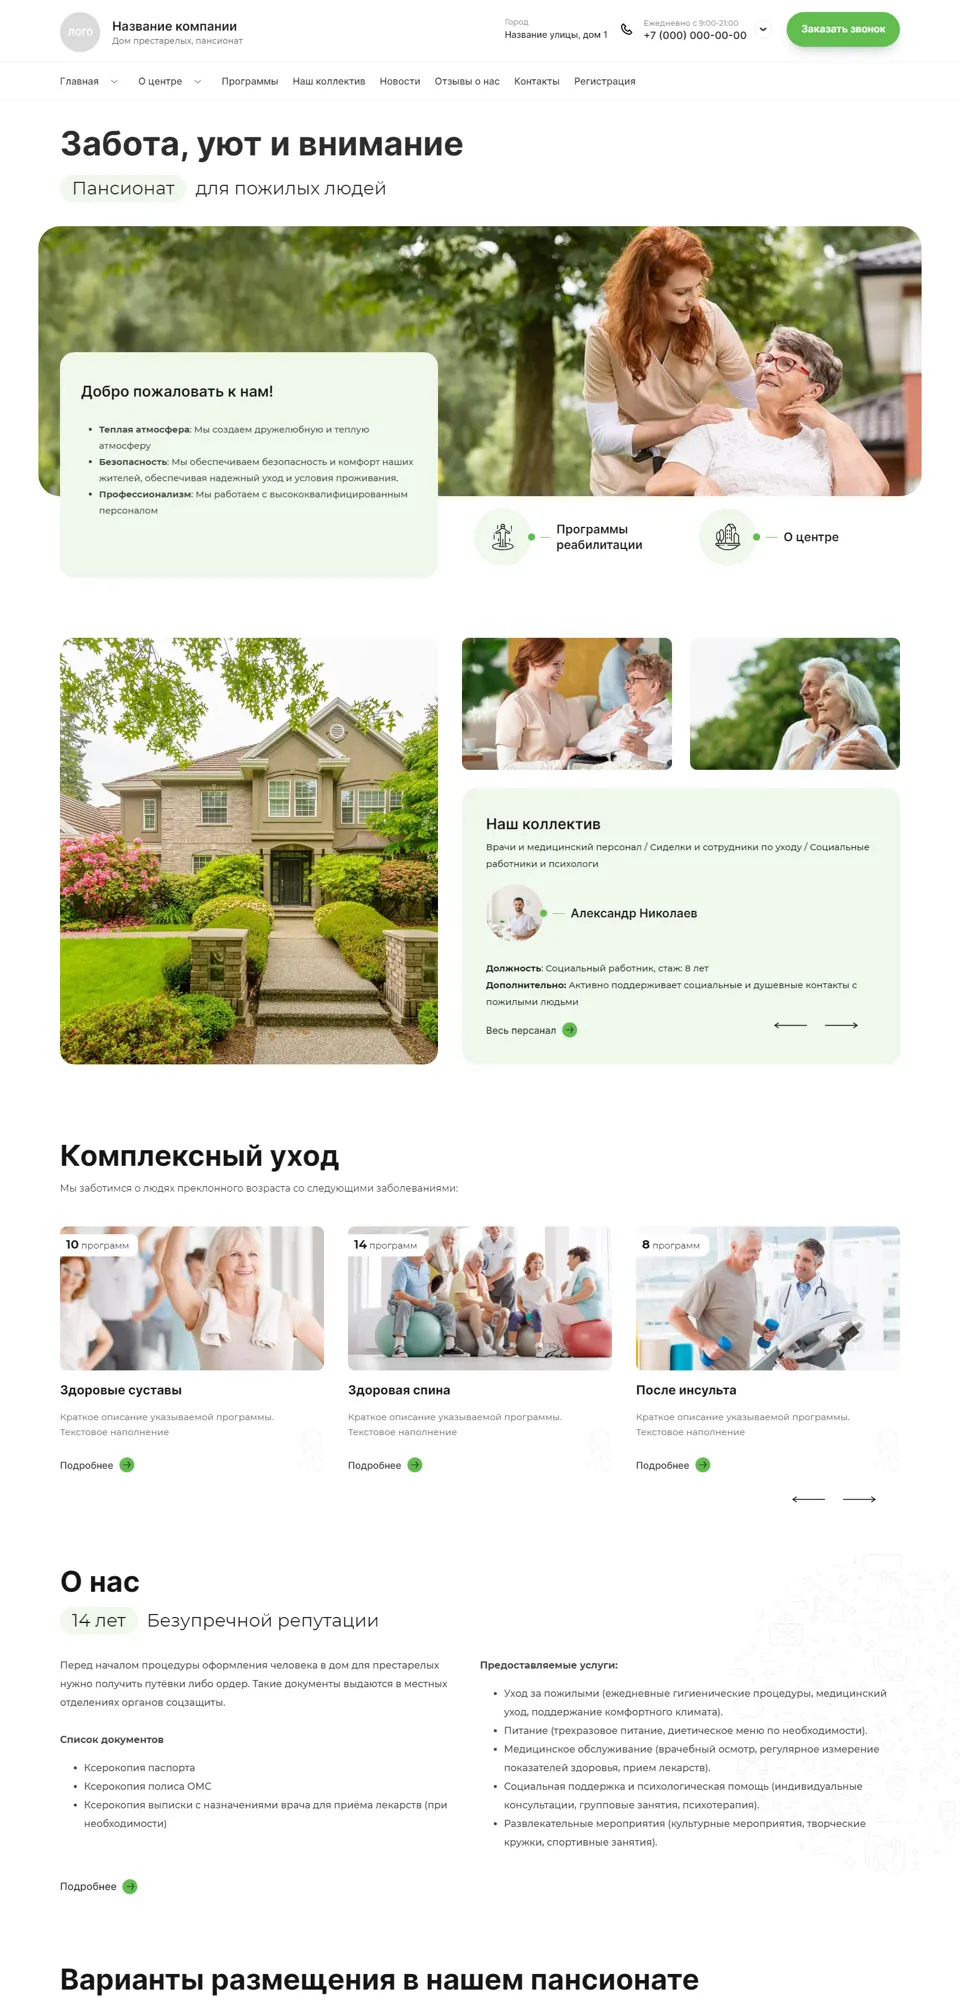 ЛОГО
Название компании
Дом престарелых, пансионат
Город
Название улицы, дом 1
Ежедневно с 9:00-21:00
+7 (000) 000-00-00
Заказать звонок
Главная О центре Программы Наш коллектив Новости Отзывы о нас Контакты Регистрация
Забота, уют и внимание
Пансионат для пожилых людей
Добро пожаловать к нам!
• Теплая атмосфера: Мы создаем дружелюбную и теплую
атмосферу
• Безопасность: Мы обеспечиваем безопасность и комфорт наших
жителей, обеспечивая надежный уход и условия проживания.
• Профессионализм: Мы работаем с высококвалифицированным
персоналом
Программы
реабилитации
О центре
Наш коллектив
Врачи и медицинский персонал / Сиделки и сотрудники по уходу / Социальные
работники и психологи
Александр Николаев
Должность: Социальный работник, стаж: 8 лет
Дополнительно: Активно поддерживает социальные и душевные контакты с
пожилыми людьми
Весь персанал
Комплексный уход
Мы заботимся о людях преклонного возраста со следующими заболеваниями:
10 программ
Здоровые суставы
Краткое описание указываемой программы.
Текстовое наполнение
Подробнее
14 программ
Здоровая спина
Краткое описание указываемой программы.
Текстовое наполнение
Подробнее
8 программ
После инсульта
Краткое описание указываемой программы.
Текстовое наполнение
Подробнее
О нас
14 лет Безупречной репутации
Перед началом процедуры оформления человека в дом для престарелых
нужно получить путёвки либо ордер. Такие документы выдаются в местных
отделениях органов соцзащиты.
Список документов
• Ксерокопия паспорта
• Ксерокопия полиса ОМС
• Ксерокопия выписки с назначениями врача для приёма лекарств (при
необходимости)
Подробнее
Предоставляемые услуги:
• Уход за пожилыми (ежедневные гигиенические процедуры, медицинский
уход, поддержание комфортного климата).
• Питание (трехразовое питание, диетическое меню по необходимости).
• Медицинское обслуживание (врачебный осмотр, регулярное измерение
показателей здоровья, прием лекарств).
• Социальная поддержка и психологическая помощь (индивидуальные
консультации, групповые занятия, психотерапия).
• Развлекательные мероприятия (культурные мероприятия, творческие
кружки, спортивные занятия).
Варианты размещения в нашем пансионате